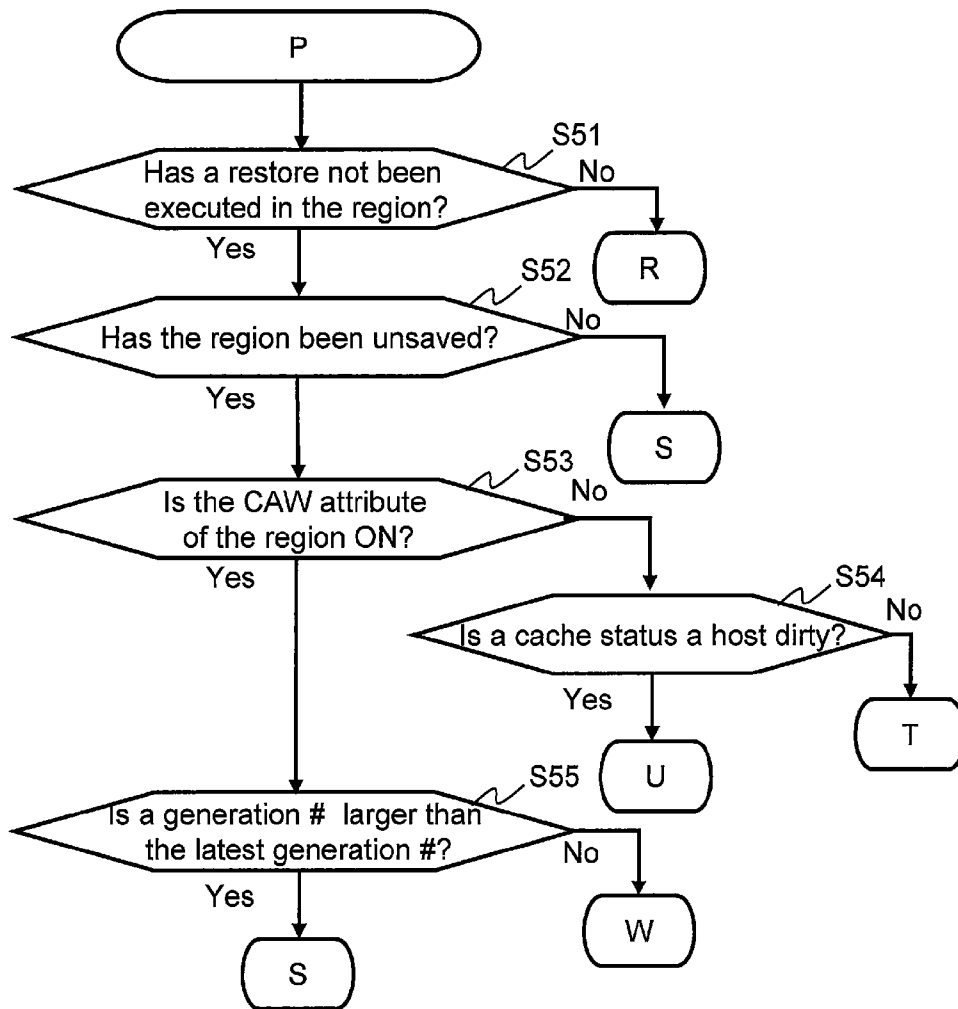 P
S51
Has a restore not been
executed in the region?
No
Yes
R
S52
Has the region been unsaved?
No
Yes
S
S53
Is the CAW attribute
of the region ON?
No
Yes
S54
Is a cache status a host dirty?
No
Yes
T
U
S55
Is a generation # larger than
the latest generation #?
No
Yes
W
S